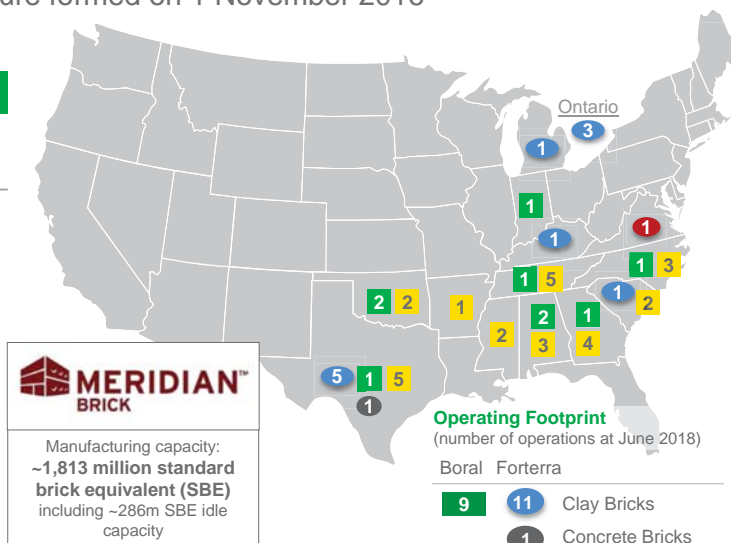 Ontario
3
1
1
1
1
1
3
1
5
1
2
2
2
1
2
1
2
3
4
5
1
5
1
MERIDIAN™
BRICK
Manufacturing capacity:
~1,813 million standard
brick equivalent (SBE)
including ~286m SBE idle
capacity
Operating Footprint
(number of operations at June 2018)
Boral Forterra
9 11 Clay Bricks
1 Concrete Bricks